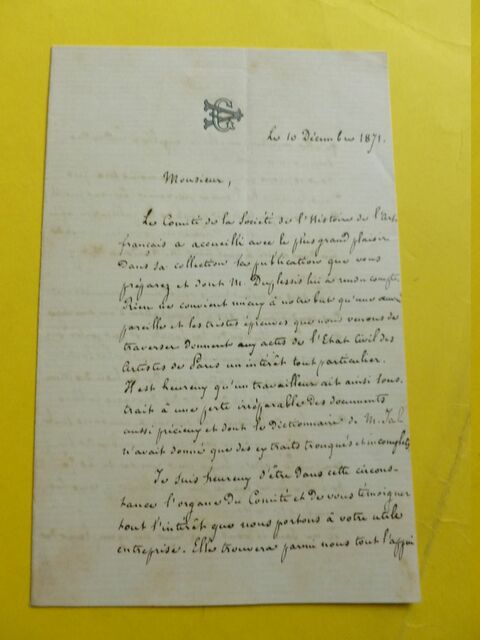 Le 10 Décembre 1871.
Monsieur,
Le Comité de la Société de l'Histoire de l'Art
français a accueilli avec le plus grand plaisir
dans sa collection la publication que vous
préparez et dont M. Duplessis lui a rendu compte.
Rien ne convient mieux à notre but qu'une œuvre
pareille et les tristes épreuves que nous venons de
traverser donnent aux actes de l'Etat Civil des
Artistes de Paris un intérêt tout particulier.
Il est heureux qu'un travailleur ait ainsi sous-
trait à une perte irréparable des documents
aussi précieux et dont le Dictionnaire de M. Jal
n'avait donné que des extraits tronqués et incomplets.
Je suis heureux d'être dans cette circons-
tance l'organe du Comité et de vous témoigner
tout l'intérêt que nous portons à votre utile
entreprise. Elle trouvera parmi nous tout l'appui